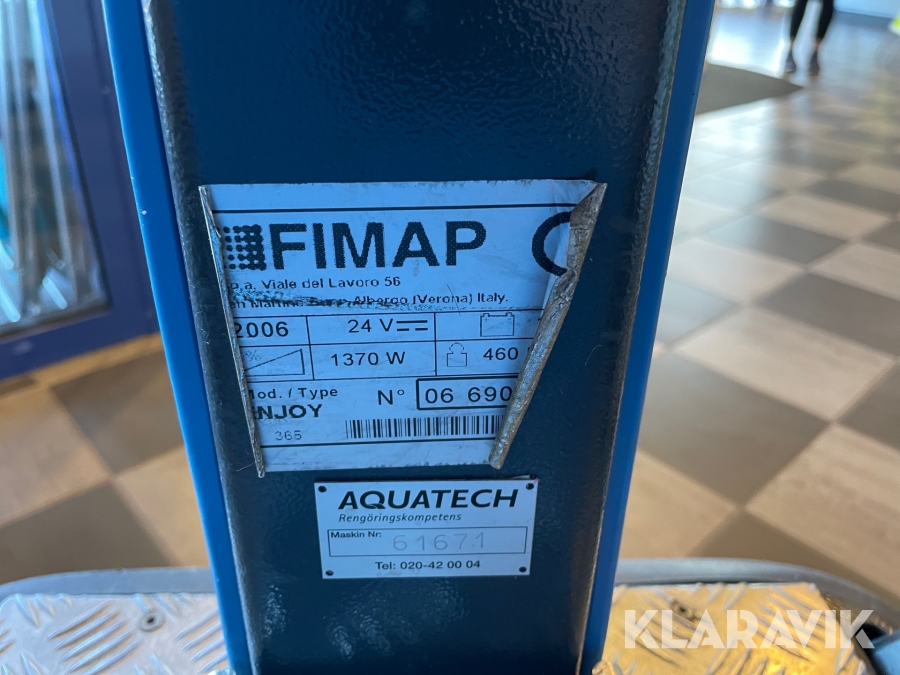 FIMAP C
p.a. Viale del Lavoro 56
Albergo (Verona) Italy.
2006 24 V
% 1370 W 460
Mod. / Type N° 06 690
NJOY
365
AQUATECH
Rengöringskompetens
Maskin Nr: 61671
Tel: 020-42 00 04
KLARAVIK